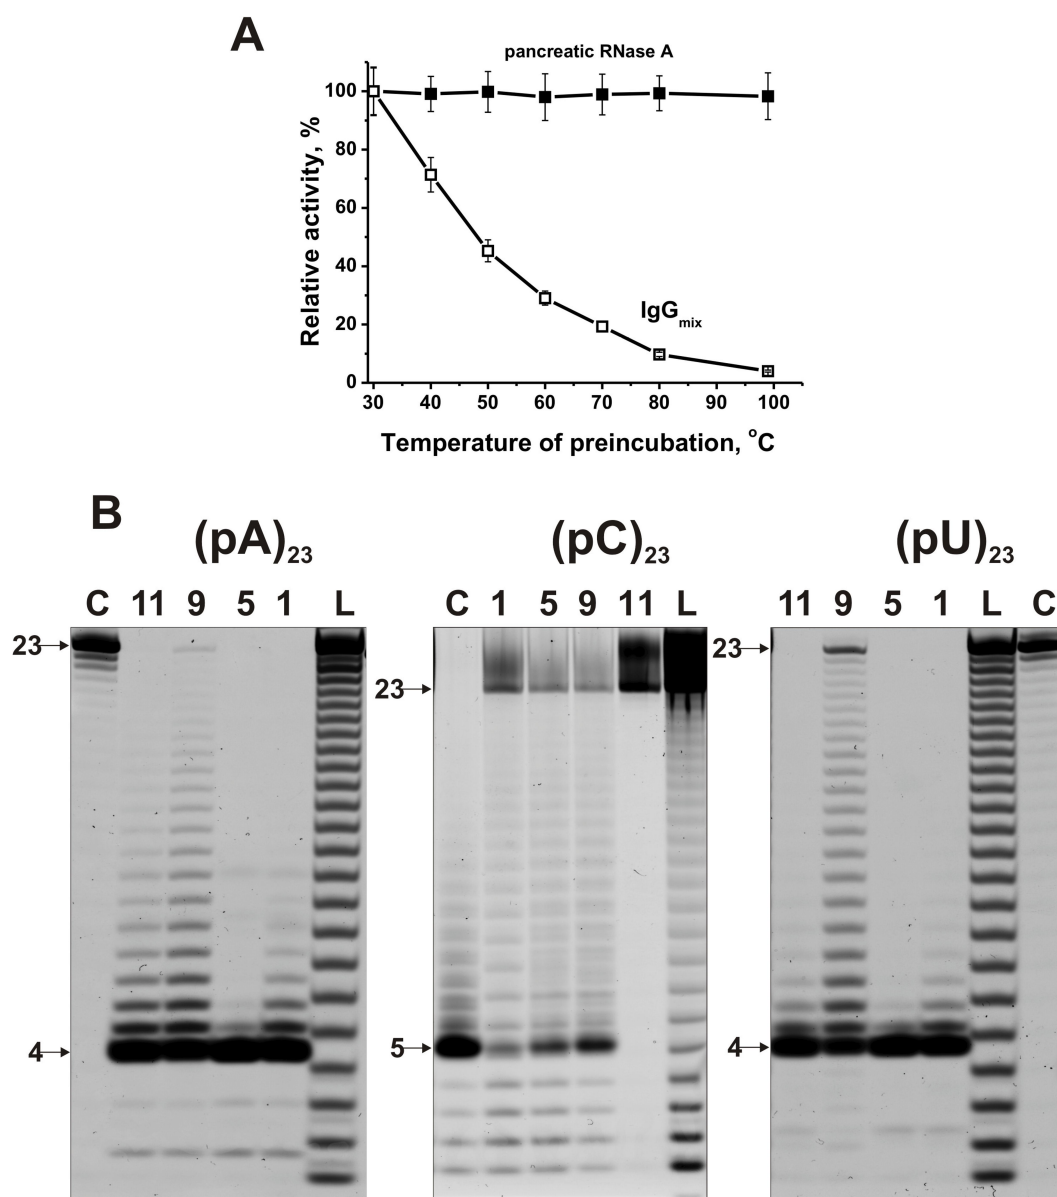 A
pancreatic RNase A
Relative activity, %
100
80
60
40
20
0
IgGmix
30 40 50 60 70 80 90 100
Temperature of preincubation, °C
B
(pA)23 (pC)23 (pU)23
C 11 9 5 1 L C 1 5 9 11 L 11 9 5 1 L C
23 23 23
4 5 4